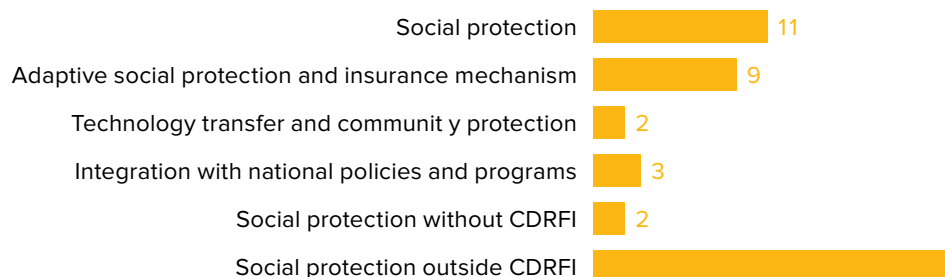 Social protection 11
Adaptive social protection and insurance mechanism 9
Technology transfer and communit y protection 2
Integration with national policies and programs 3
Social protection without CDRFI 2
Social protection outside CDRFI